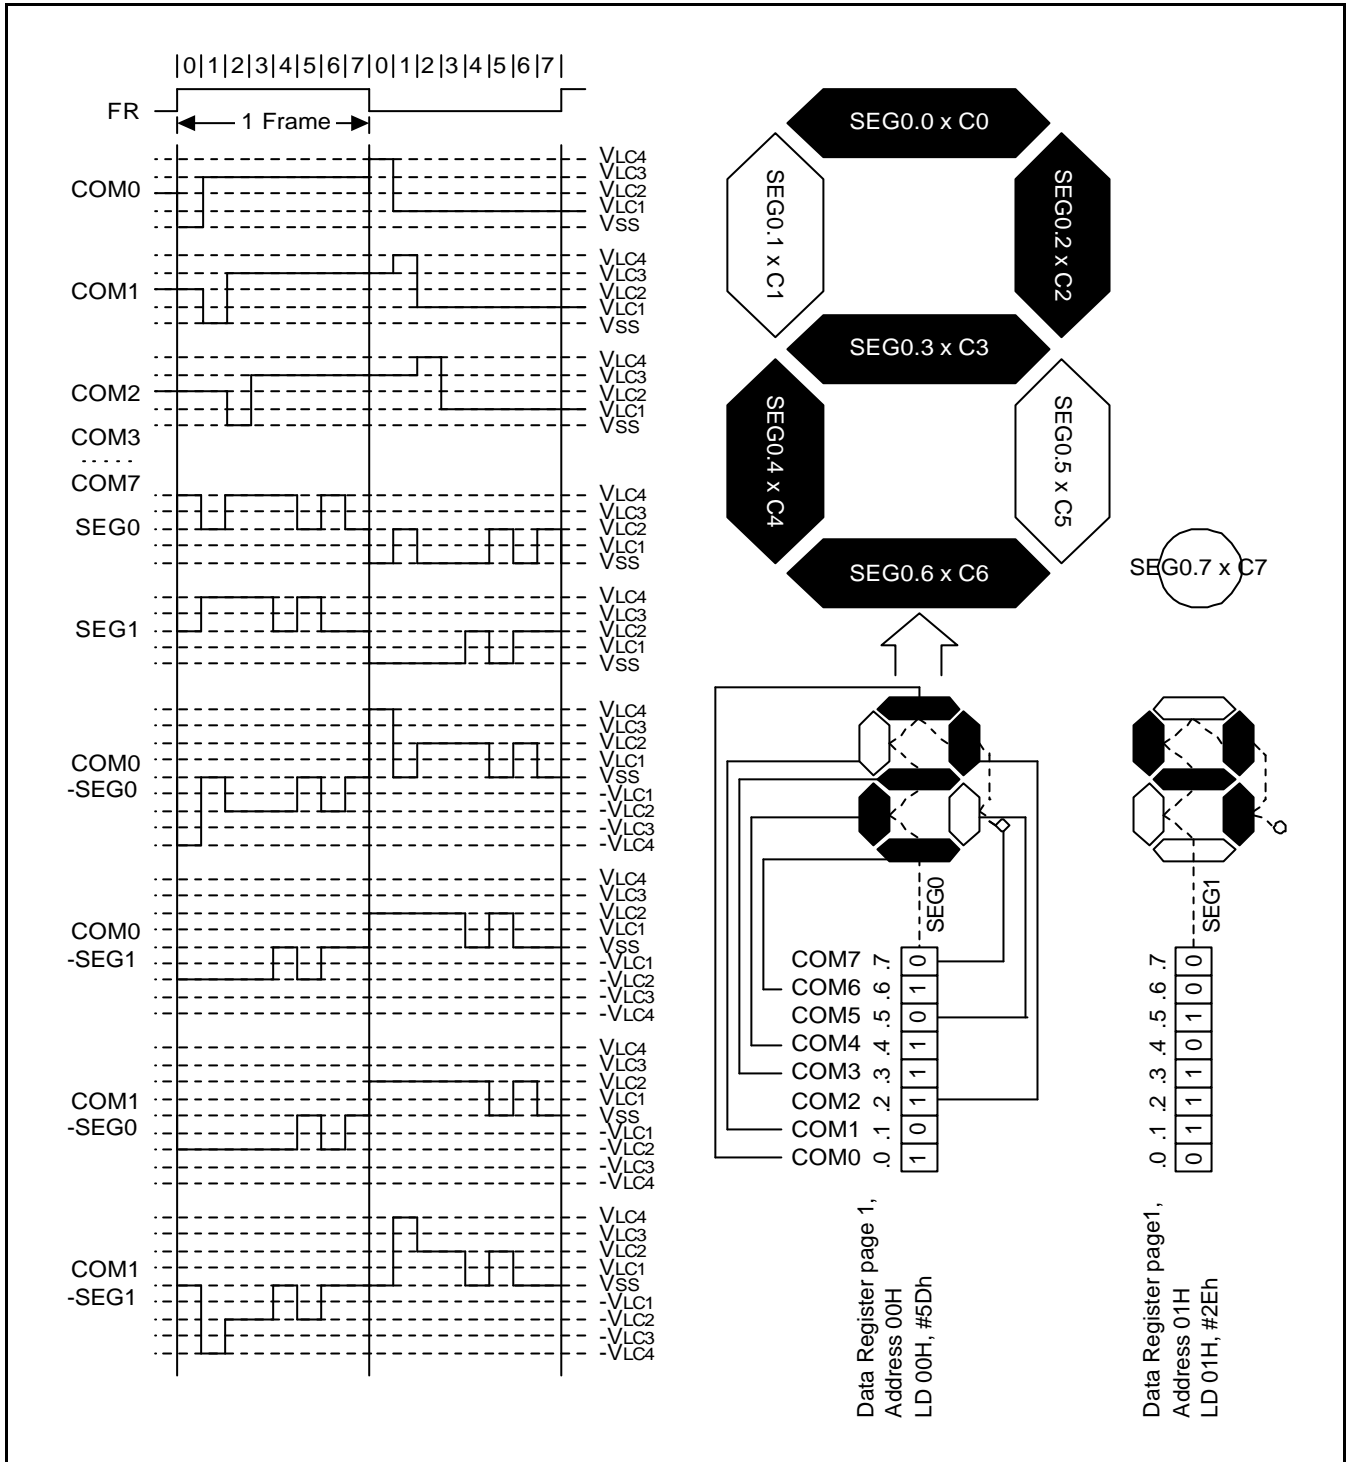 |0|1|2|3|4|5|6|7|0|1|2|3|4|5|6|7|
FR
1 Frame
COM0
VLC4
VLC3
VLC2
VLC1
VSS
COM1
VLC4
VLC3
VLC2
VLC1
VSS
COM2
VLC4
VLC3
VLC2
VLC1
VSS
COM3
.....
COM7
SEG0
VLC4
VLC3
VLC2
VLC1
VSS
SEG1
VLC4
VLC3
VLC2
VLC1
VSS
COM0
-SEG0
VLC4
VLC3
VLC2
VLC1
VSS
-VLC1
-VLC2
-VLC3
-VLC4
COM0
-SEG1
VLC4
VLC3
VLC2
VLC1
VSS
-VLC1
-VLC2
-VLC3
-VLC4
COM1
-SEG0
VLC4
VLC3
VLC2
VLC1
VSS
-VLC1
-VLC2
-VLC3
-VLC4
COM1
-SEG1
VLC4
VLC3
VLC2
VLC1
VSS
-VLC1
-VLC2
-VLC3
-VLC4
SEG0.0 x C0
SEG0.1 x C1
SEG0.2 x C2
SEG0.3 x C3
SEG0.4 x C4
SEG0.5 x C5
SEG0.6 x C6
SEG0.7 x C7
SEG0
COM7 .7 0
COM6 .6 1
COM5 .5 0
COM4 .4 1
COM3 .3 1
COM2 .2 1
COM1 .1 0
COM0 .0 1
Data Register page 1,
Address 00H
LD 00H, #5Dh
SEG1
.7 0
.6 0
.5 1
.4 0
.3 1
.2 1
.1 1
.0 0
Data Register page1,
Address 01H
LD 01H, #2Eh